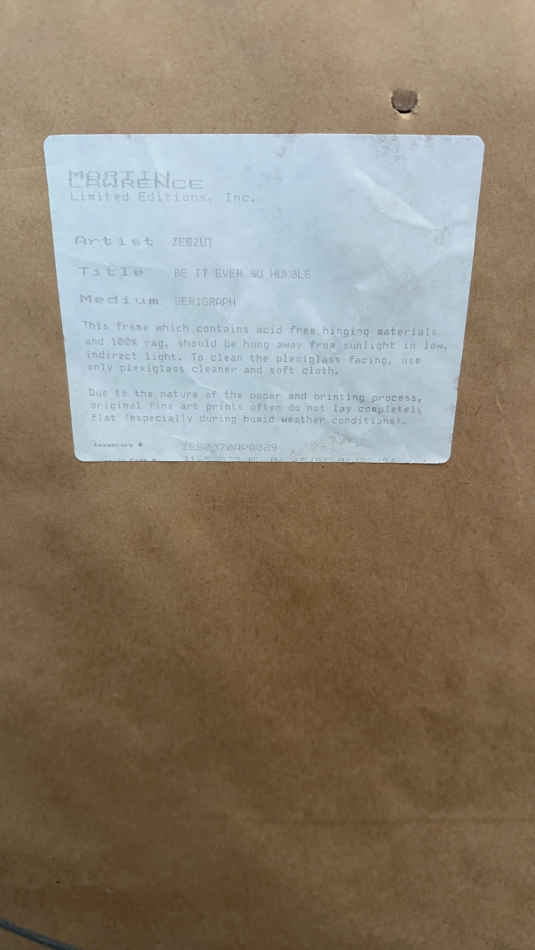 MARTIN
LAWRENCE
Limited Editions, Inc.
Artist
Title BE IT EVER
Medium SERIGRAPH
This frame which contains acid free hinging materials
and 100% rag, should be hung away from sunlight in low,
indirect light. To clean the plexiglass facing, use
only plexiglass cleaner and soft cloth.
Due to the nature of the paper and printing process,
original fine art prints often do not lay completely
flat (especially during humid weather conditions).
Inventory #